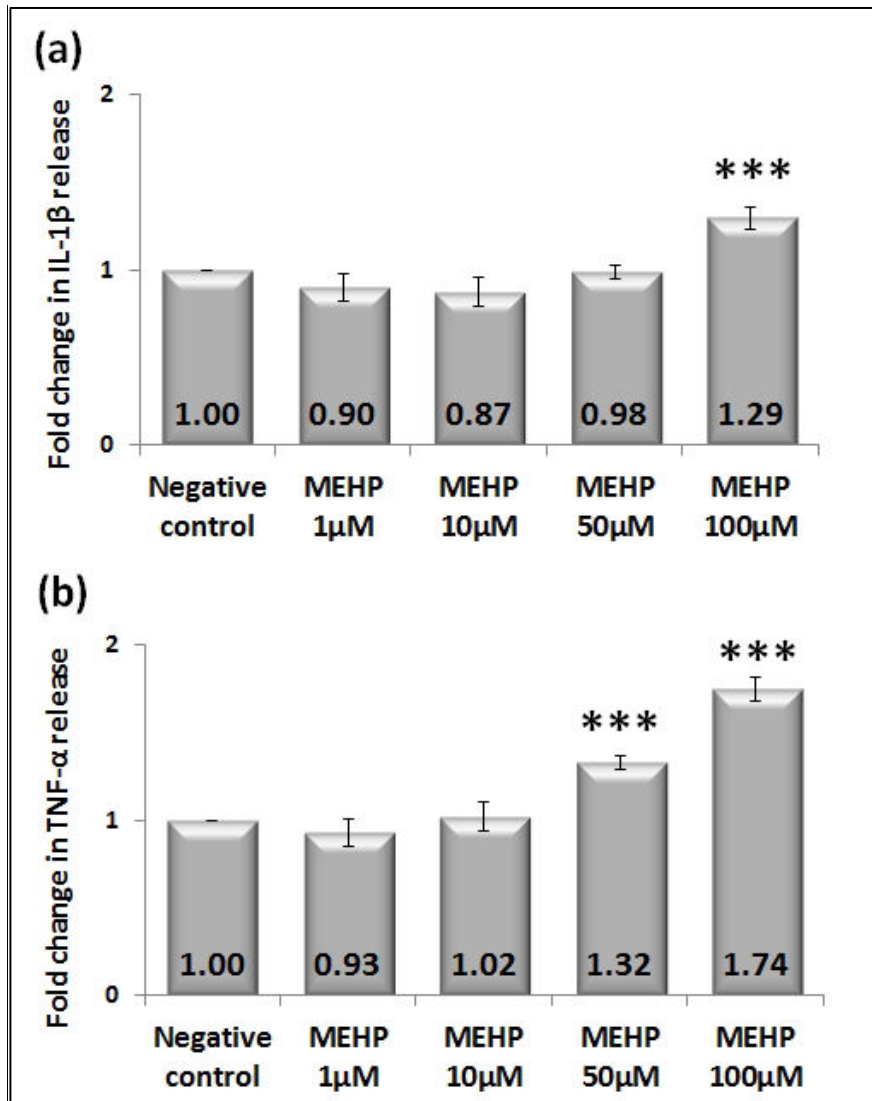 (a)
Fold change in IL-1β release
2
***
1
1.00 0.90 0.87 0.98 1.29
0
Negative control
MEHP 1μM
MEHP 10μM
MEHP 50μM
MEHP 100μM
(b)
Fold change in TNF-α release
2
***
***
1
1.00 0.93 1.02 1.32 1.74
0
Negative control
MEHP 1μM
MEHP 10μM
MEHP 50μM
MEHP 100μM